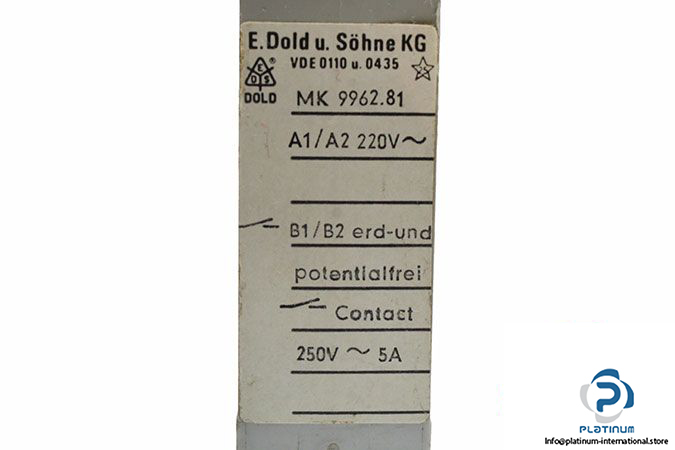 E.Dold u. Söhne KG
VDE 0110 u. 0435
DOLD
MK 9962.81
A1/A2 220V~
B1/B2 erd-und
potentialfrei
Contact
250V ~ 5A
PLATINUM
Info@platinum-international.store